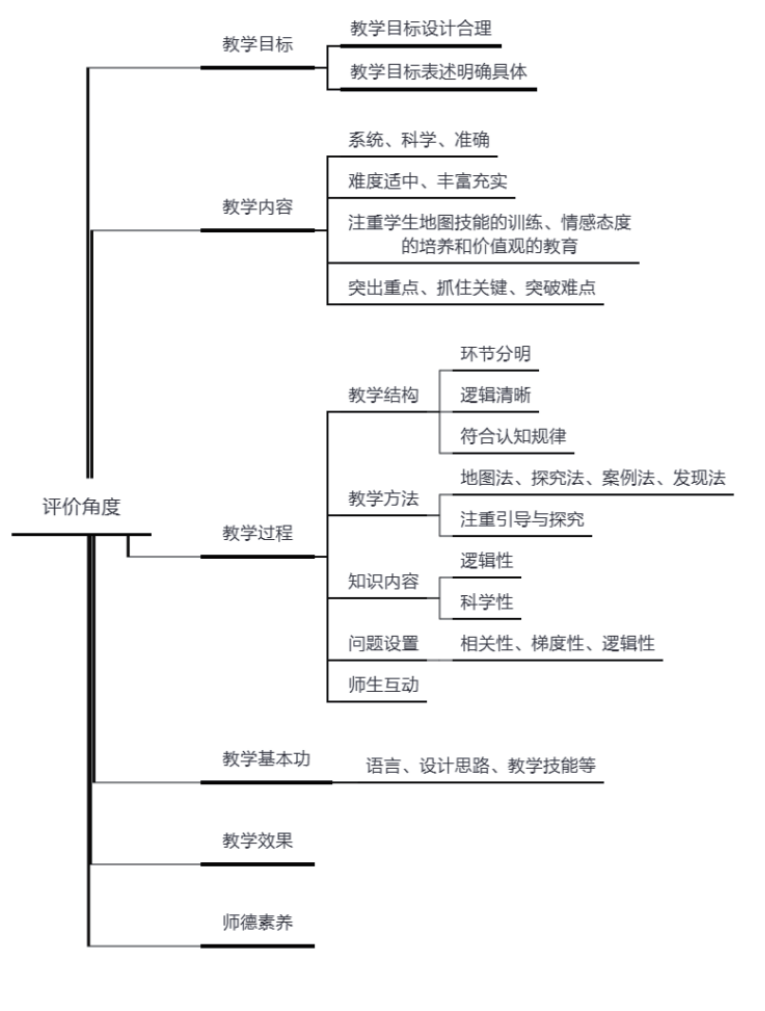 评价角度
教学目标
教学目标设计合理
教学目标表述明确具体
教学内容
系统、科学、准确
难度适中、丰富充实
注重学生地图技能的训练、情感态度
的培养和价值观的教育
突出重点、抓住关键、突破难点
教学过程
教学结构
环节分明
逻辑清晰
符合认知规律
教学方法
地图法、探究法、案例法、发现法
注重引导与探究
知识内容
逻辑性
科学性
问题设置
相关性、梯度性、逻辑性
师生互动
教学基本功
语言、设计思路、教学技能等
教学效果
师德素养